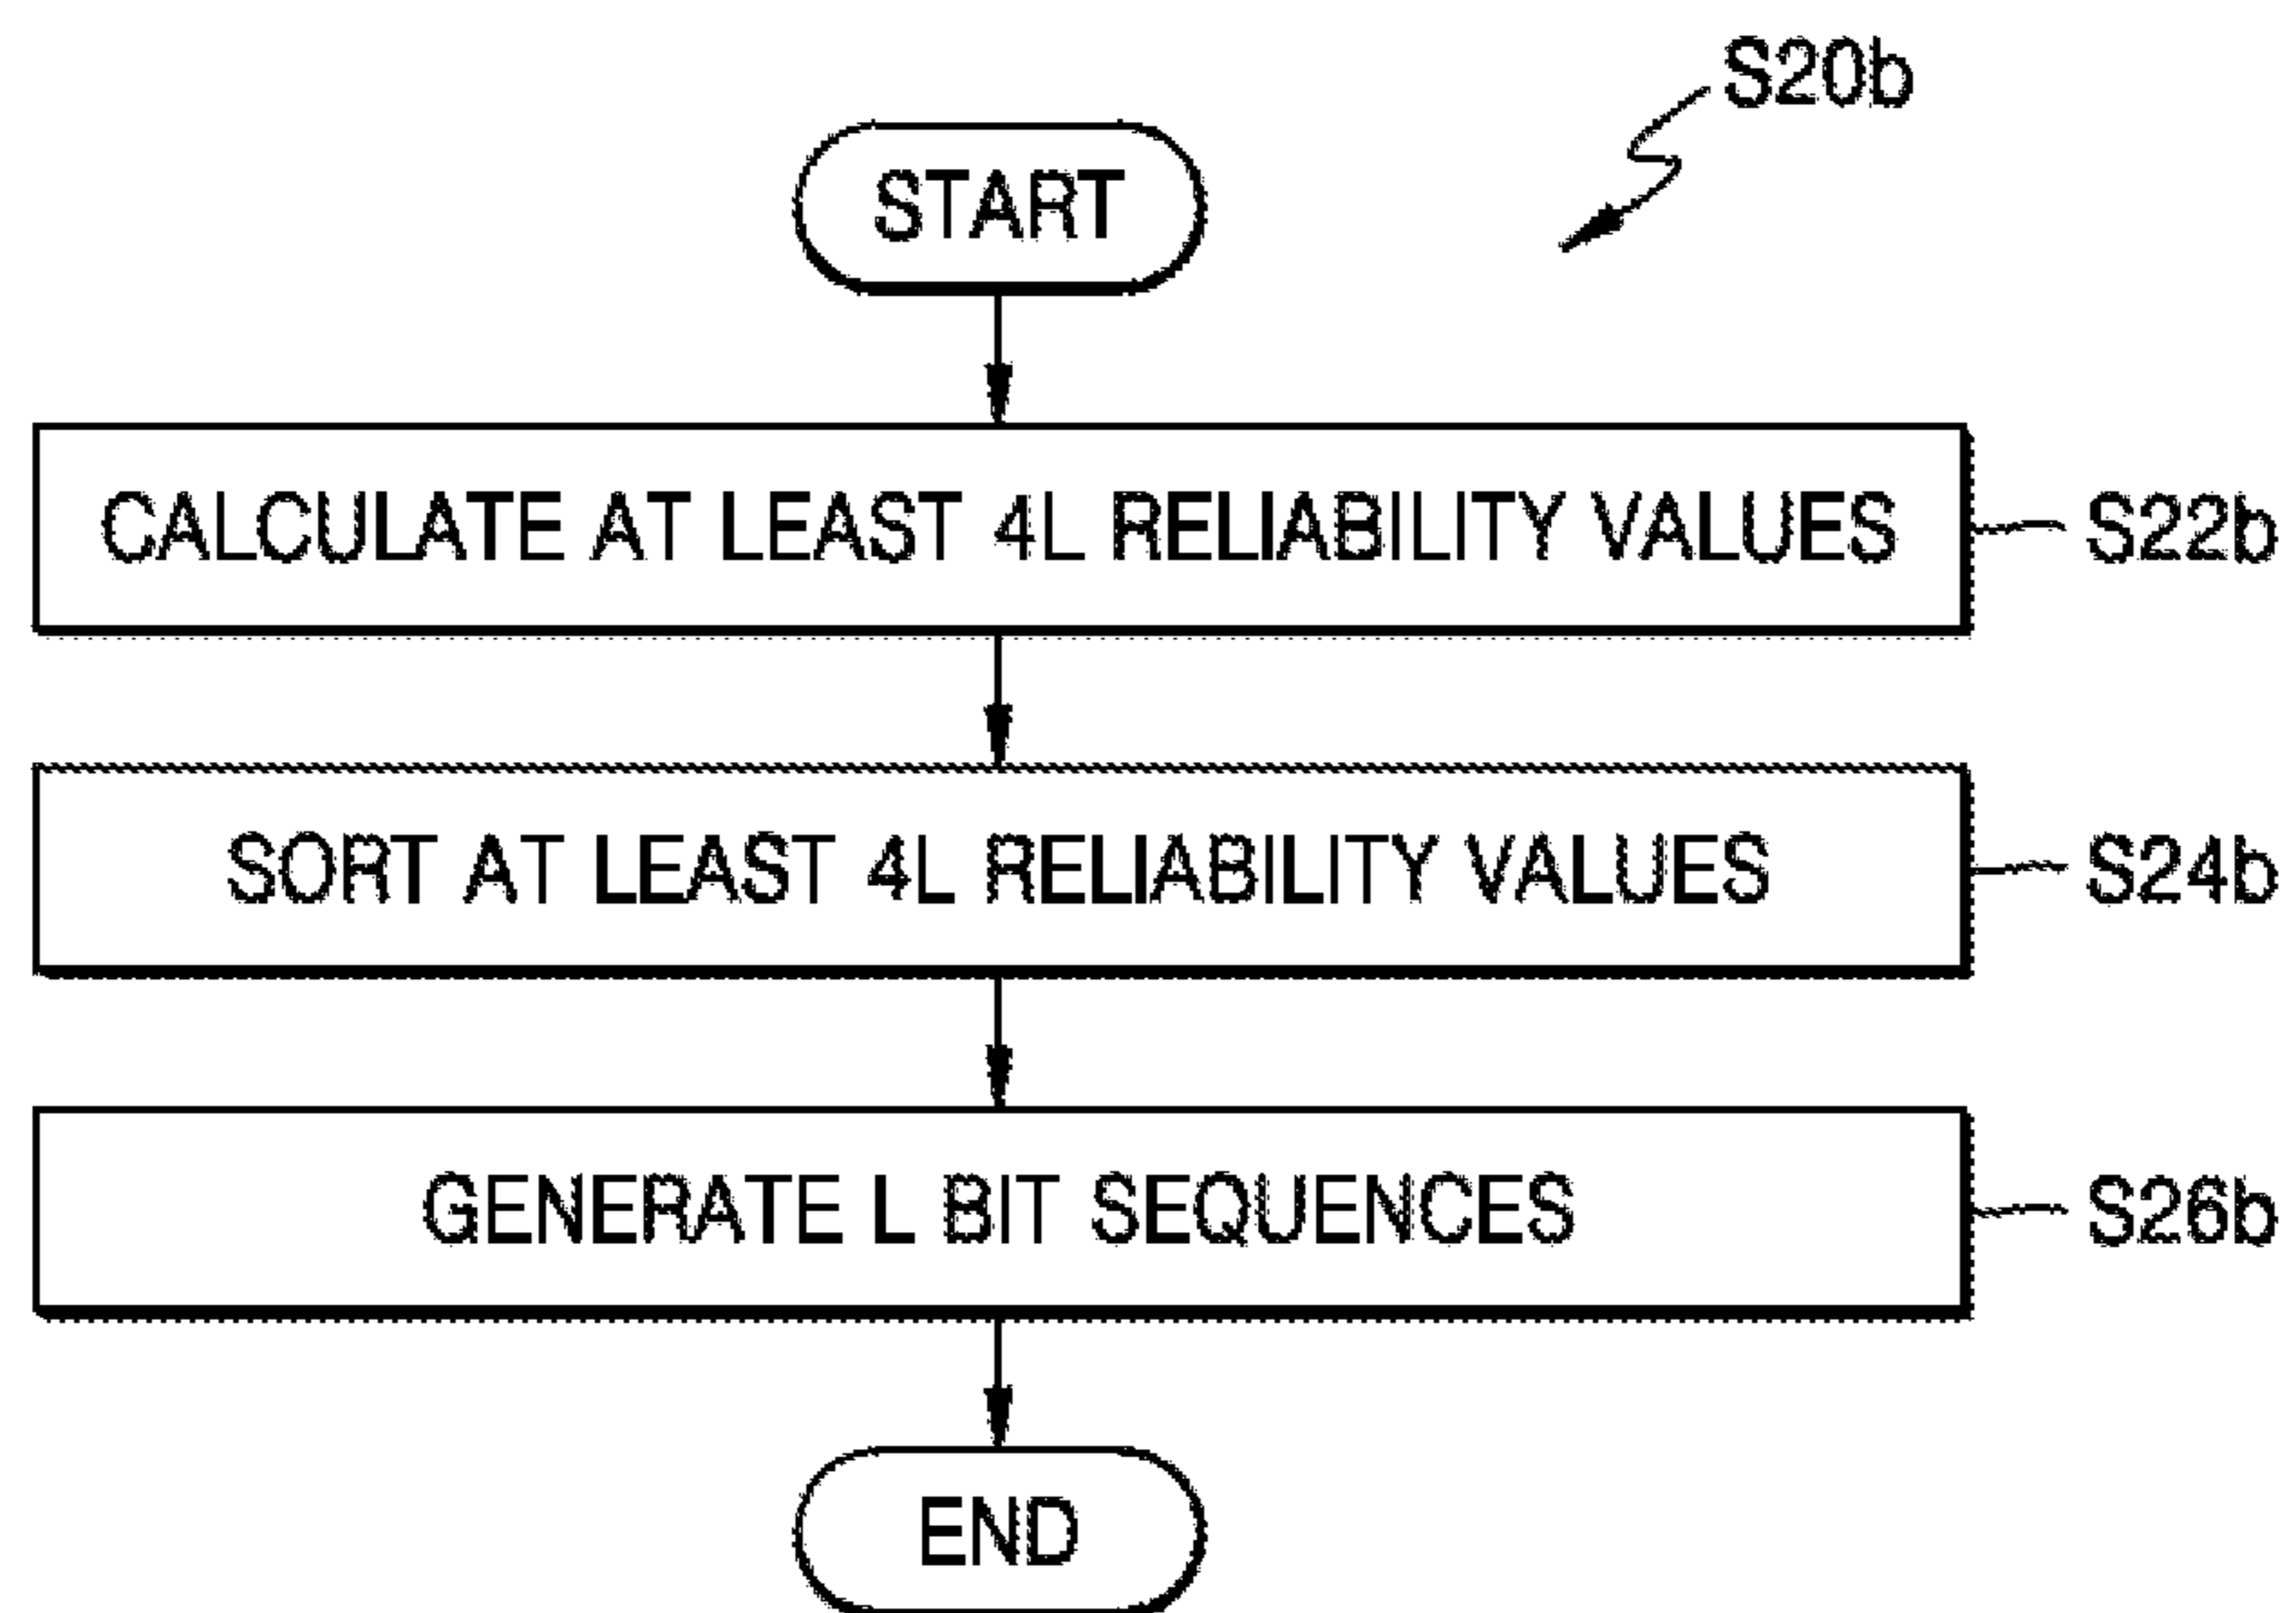 S20b
START
CALCULATE AT LEAST 4L RELIABILITY VALUES
S22b
SORT AT LEAST 4L RELIABILITY VALUES
S24b
GENERATE L BIT SEQUENCES
S26b
END